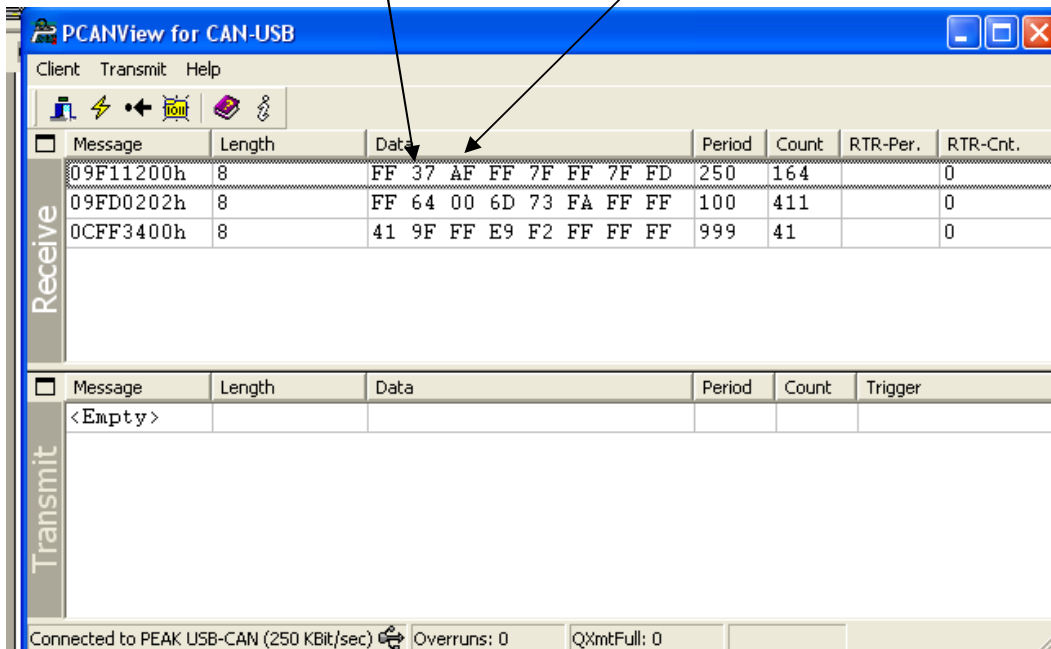 PCANView for CAN-USB
Client Transmit Help
Message Length Data Period Count RTR-Per. RTR-Cnt.
09F11200h 8 FF 37 AF FF 7F FF 7F FD 250 164 0
09FD0202h 8 FF 64 00 6D 73 FA FF FF 100 411 0
0CFF3400h 8 41 9F FF E9 F2 FF FF FF 999 41 0
Receive
Message Length Data Period Count Trigger
<Empty>
Transmit
Connected to PEAK USB-CAN (250 KBit/sec) Overruns: 0 QXmtFull: 0